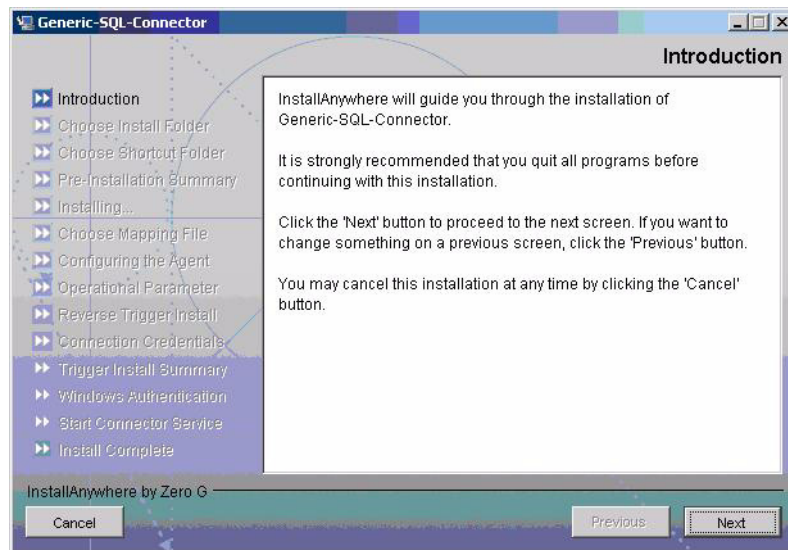 Generic-SQL-Connector
Introduction
Introduction
Choose Install Folder
Choose Shortcut Folder
Pre-Installation Summary
Installing...
Choose Mapping File
Configuring the Agent
Operational Parameter
Reverse Trigger Install
Connection Credentials
Trigger Install Summary
Windows Authentication
Start Connector Service
Install Complete
InstallAnywhere will guide you through the installation of
Generic-SQL-Connector.
It is strongly recommended that you quit all programs before
continuing with this installation.
Click the 'Next' button to proceed to the next screen. If you want to
change something on a previous screen, click the 'Previous' button.
You may cancel this installation at any time by clicking the 'Cancel'
button.
InstallAnywhere by Zero G
Cancel
Previous
Next